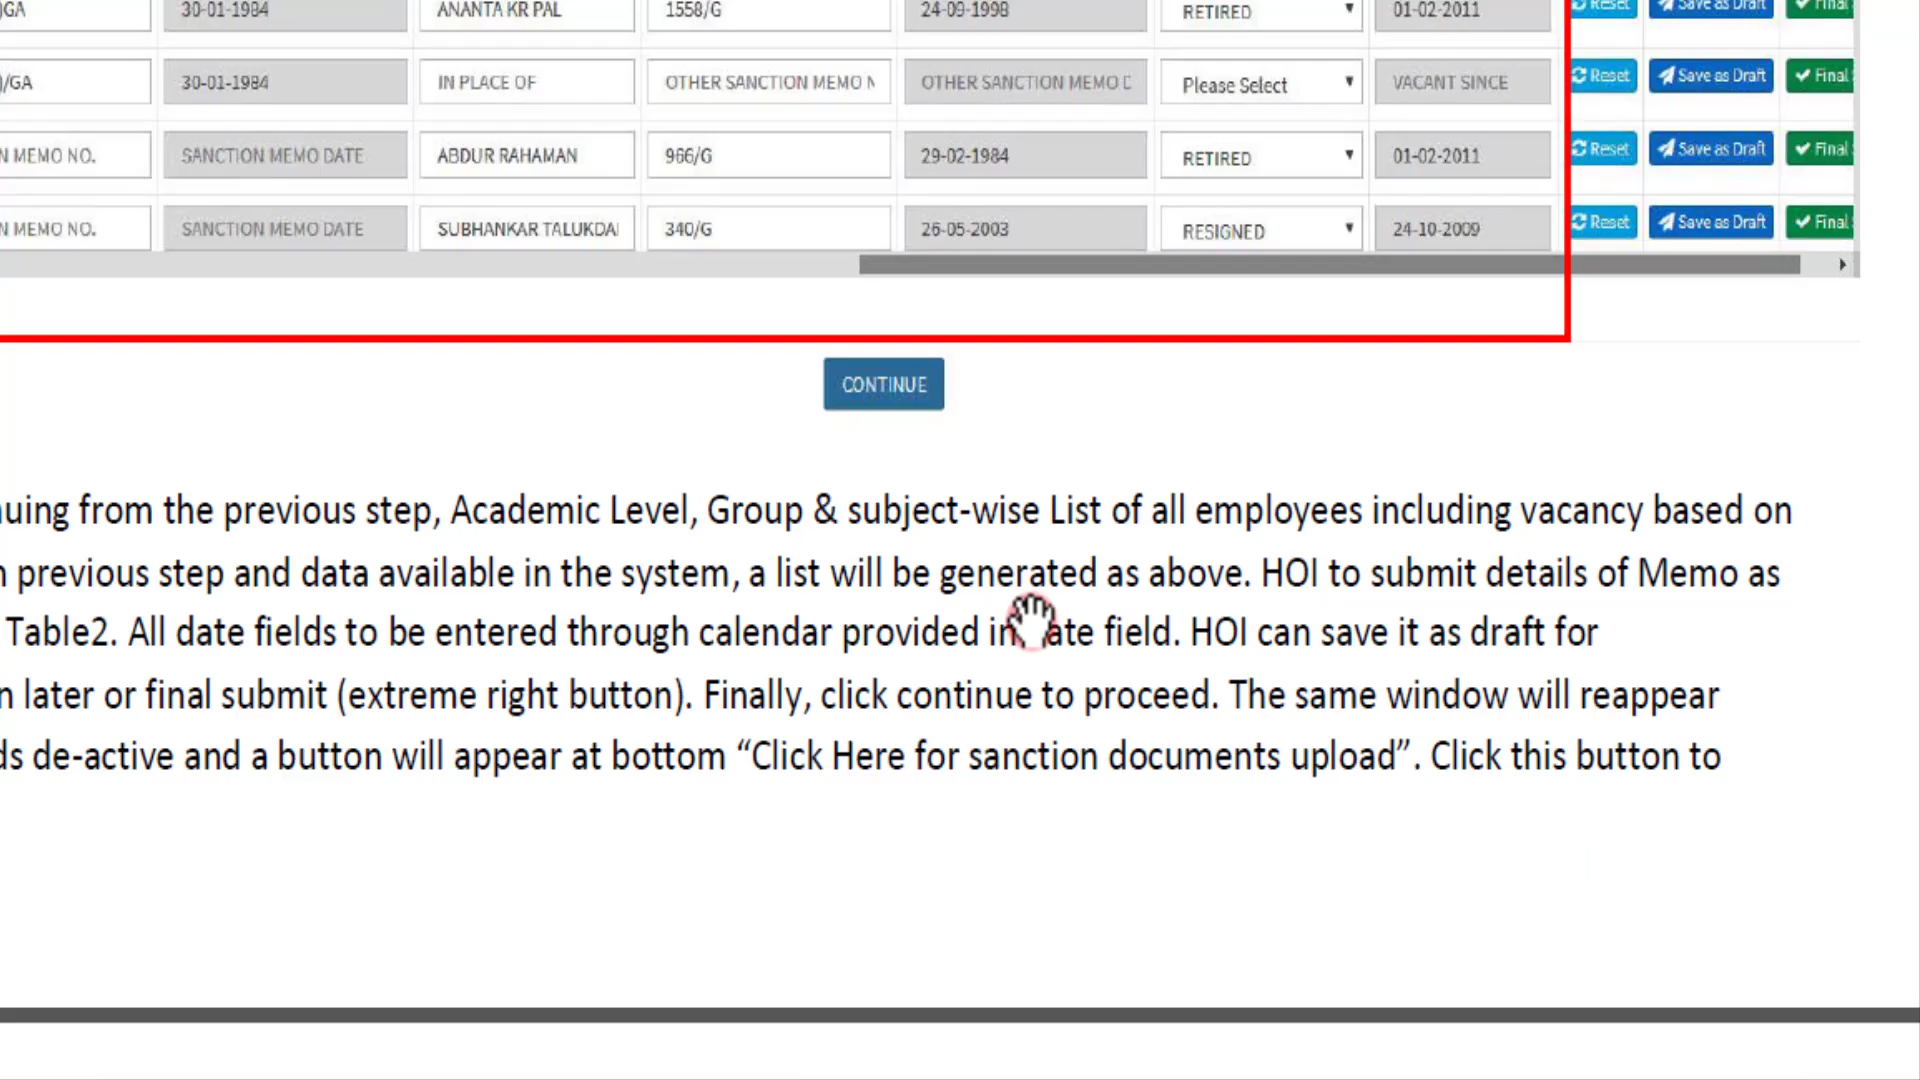 )GA 30-01-1984 ANANTA KR PAL 1558/G 24-09-1998 RETIRED 01-02-2011 Reset Save as Draft Final
)/GA 30-01-1984 IN PLACE OF OTHER SANCTION MEMO N OTHER SANCTION MEMO D Please Select VACANT SINCE Reset Save as Draft Final
N MEMO NO. SANCTION MEMO DATE ABDUR RAHAMAN 966/G 29-02-1984 RETIRED 01-02-2011 Reset Save as Draft Final
N MEMO NO. SANCTION MEMO DATE SUBHANKAR TALUKDA 340/G 26-05-2003 RESIGNED 24-10-2009 Reset Save as Draft Final
CONTINUE
nuing from the previous step, Academic Level, Group & subject-wise List of all employees including vacancy based on
n previous step and data available in the system, a list will be generated as above. HOI to submit details of Memo as
Table2. All date fields to be entered through calendar provided in ate field. HOI can save it as draft for
n later or final submit (extreme right button). Finally, click continue to proceed. The same window will reappear
ds de-active and a button will appear at bottom “Click Here for sanction documents upload”. Click this button to